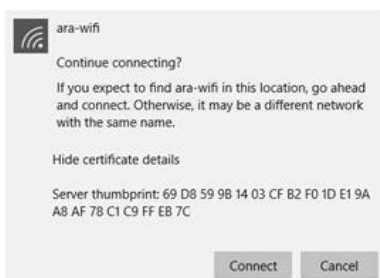 ara-wifi
Continue connecting?
If you expect to find ara-wifi in this location, go ahead
and connect. Otherwise, it may be a different network
with the same name.
Hide certificate details
Server thumbprint: 69 D8 59 9B 14 03 CF B2 F0 1D E1 9A
A8 AF 78 C1 C9 FF EB 7C
Connect Cancel